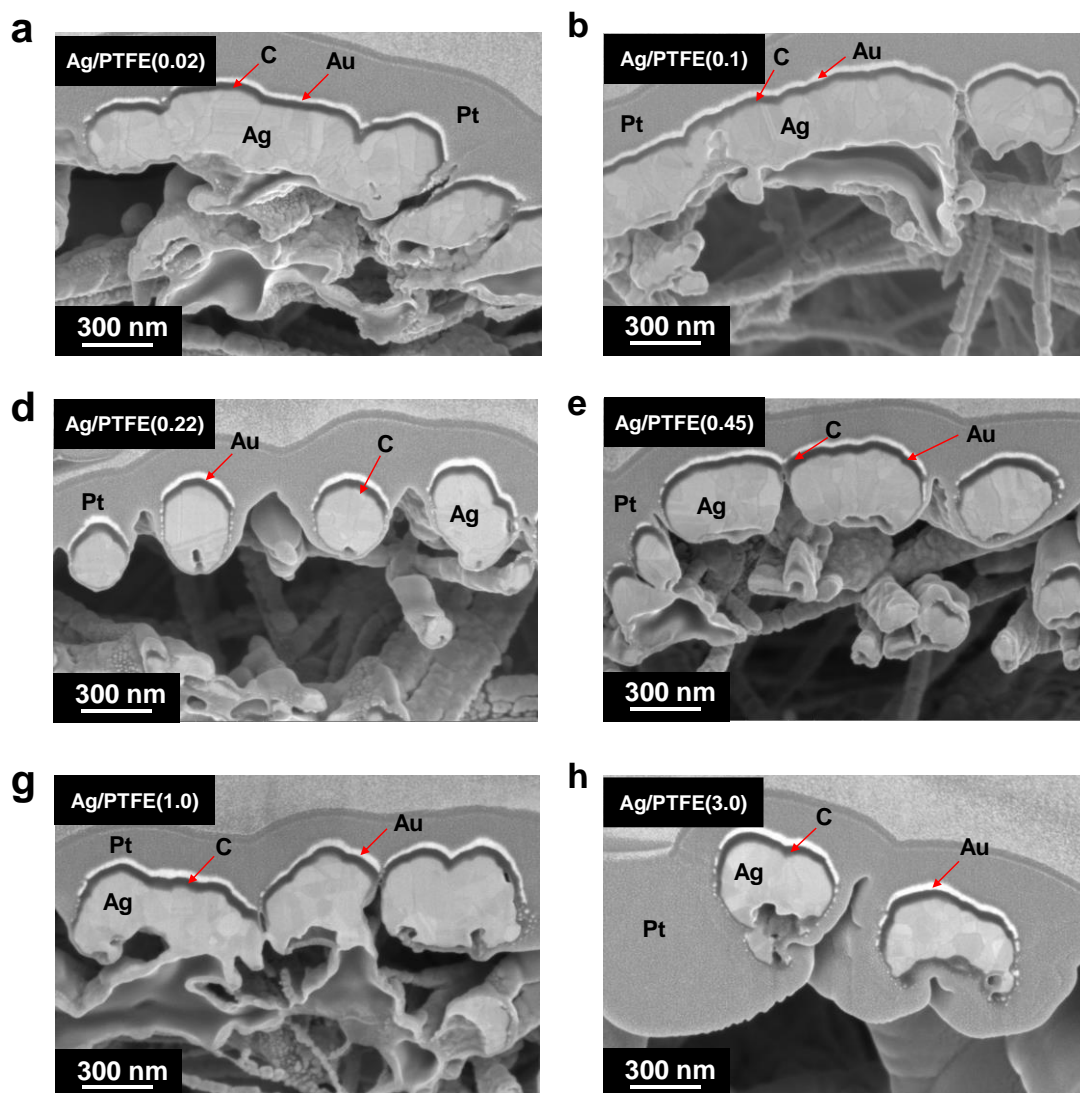 a
Ag/PTFE(0.02)
C
Au
Pt
Ag
300 nm
b
Ag/PTFE(0.1)
C
Au
Pt
Ag
300 nm
d
Ag/PTFE(0.22)
Au
C
Pt
Ag
300 nm
e
Ag/PTFE(0.45)
C
Au
Ag
Pt
300 nm
g
Ag/PTFE(1.0)
Pt
C
Au
Ag
300 nm
h
Ag/PTFE(3.0)
C
Au
Ag
Pt
300 nm